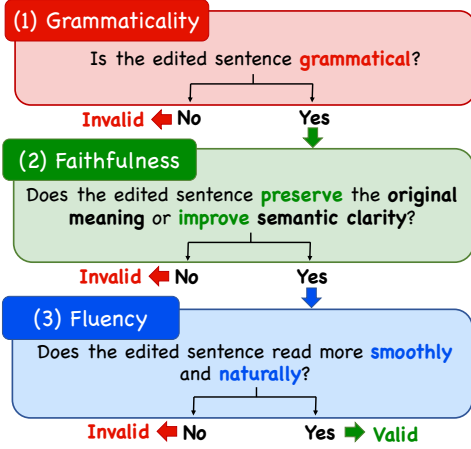 (1) Grammaticality
Is the edited sentence grammatical?
Invalid No Yes
(2) Faithfulness
Does the edited sentence preserve the original
meaning or improve semantic clarity?
Invalid No Yes
(3) Fluency
Does the edited sentence read more smoothly
and naturally?
Invalid No Yes Valid